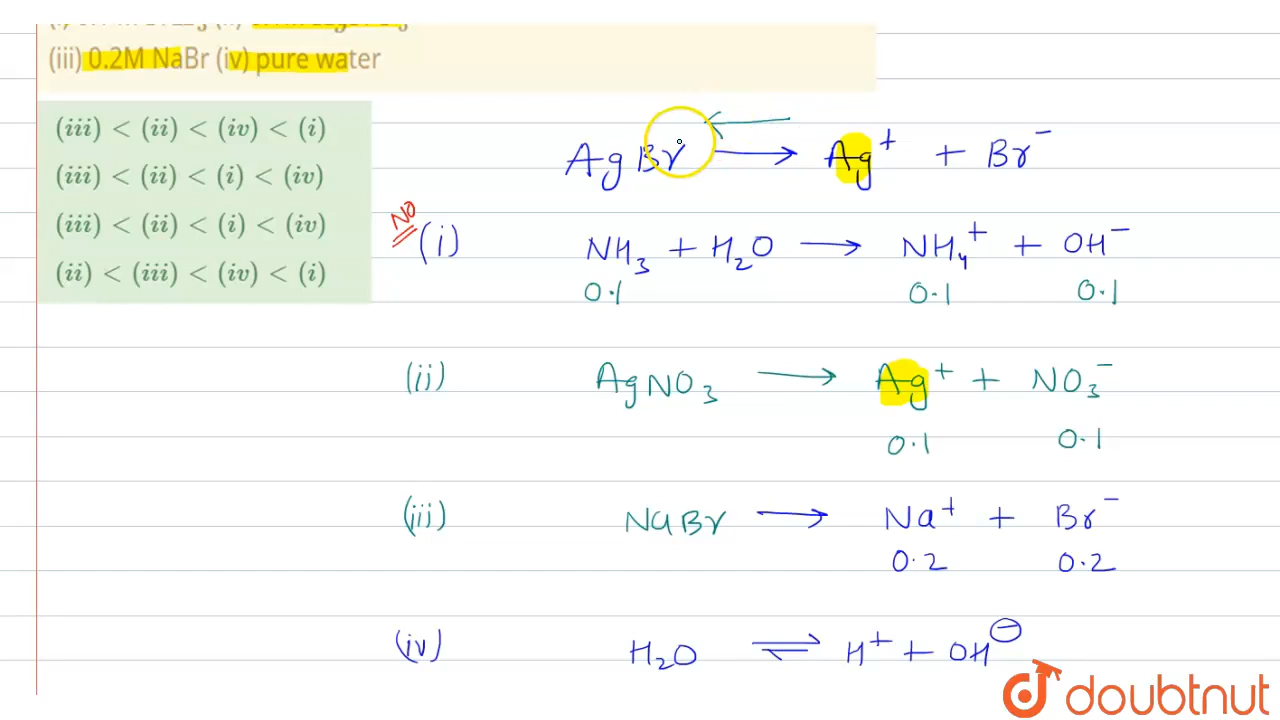 (iii) 0.2M NaBr (iv) pure water
(iii) < (ii) < (iv) < (i)
(iii) < (ii) < (i) < (iv)
(iii) < (ii) < (i) < (iv)
(ii) < (iii) < (iv) < (i)
AgBr → Ag⁺ + Br⁻
NO
(i) NH₃ + H₂O → NH₄⁺ + OH⁻
0.1 0.1 0.1
(ii) AgNO₃ → Ag⁺ + NO₃⁻
0.1 0.1
(iii) NaBr → Na⁺ + Br⁻
0.2 0.2
(iv) H₂O ⇌ H⁺ + OH⊖
doubtnut